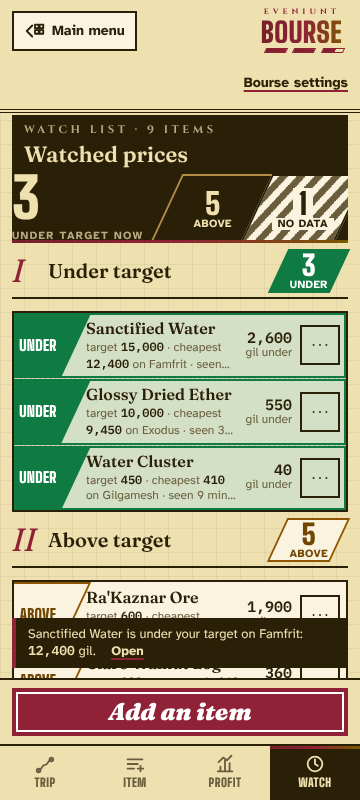 Main menu
EVENIUNT
BOURSE
Bourse settings
WATCH LIST · 9 ITEMS
Watched prices
3
UNDER TARGET NOW
5
ABOVE
1
NO DATA
I Under target
3
UNDER
UNDER
Sanctified Water
target 15,000 · cheapest
12,400 on Famfrit · seen...
2,600
gil under
...
UNDER
Glossy Dried Ether
target 10,000 · cheapest
9,450 on Exodus · seen 3...
550
gil under
...
UNDER
Water Cluster
target 450 · cheapest 410
on Gilgamesh · seen 9 min...
40
gil under
...
II Above target
5
ABOVE
ABOVE
Ra'Kaznar Ore
target 600 · cheapest
1,900
...
Sanctified Water is under your target on Famfrit:
12,400 gil. Open
ABOVE
360
Add an item
TRIP
ITEM
PROFIT
WATCH